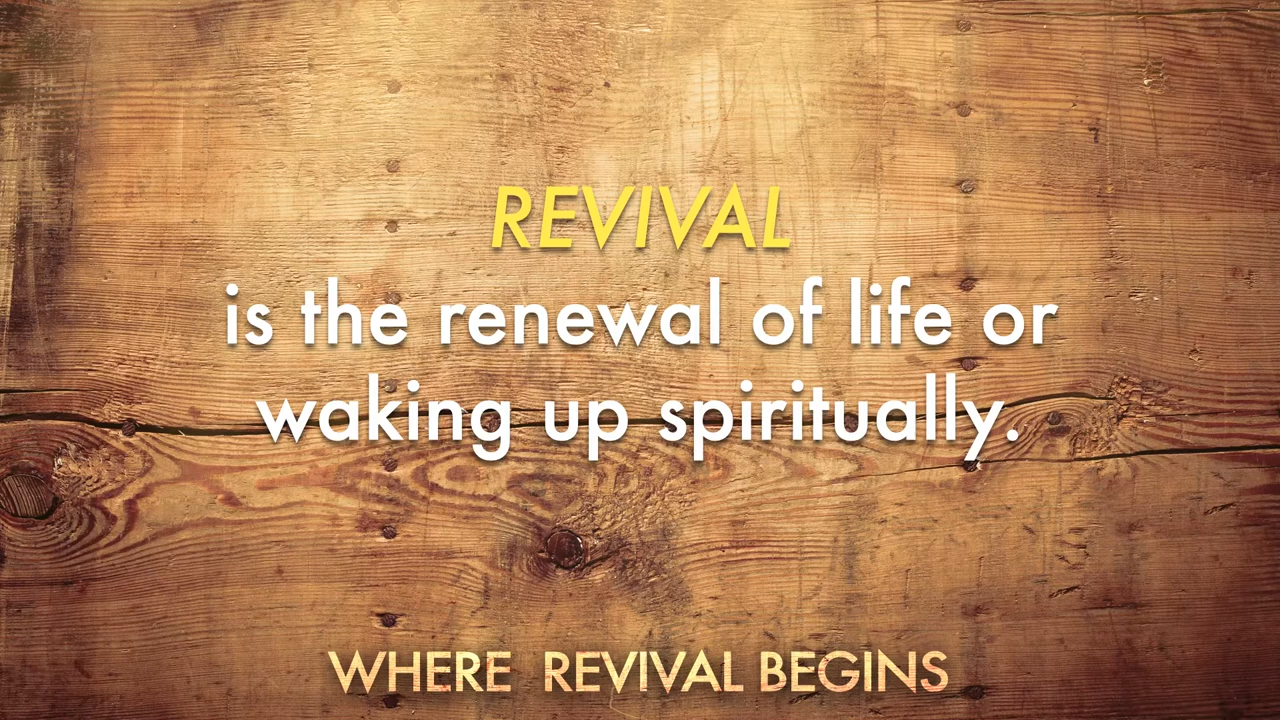 REVIVAL
is the renewal of life or
waking up spiritually.
WHERE REVIVAL BEGINS